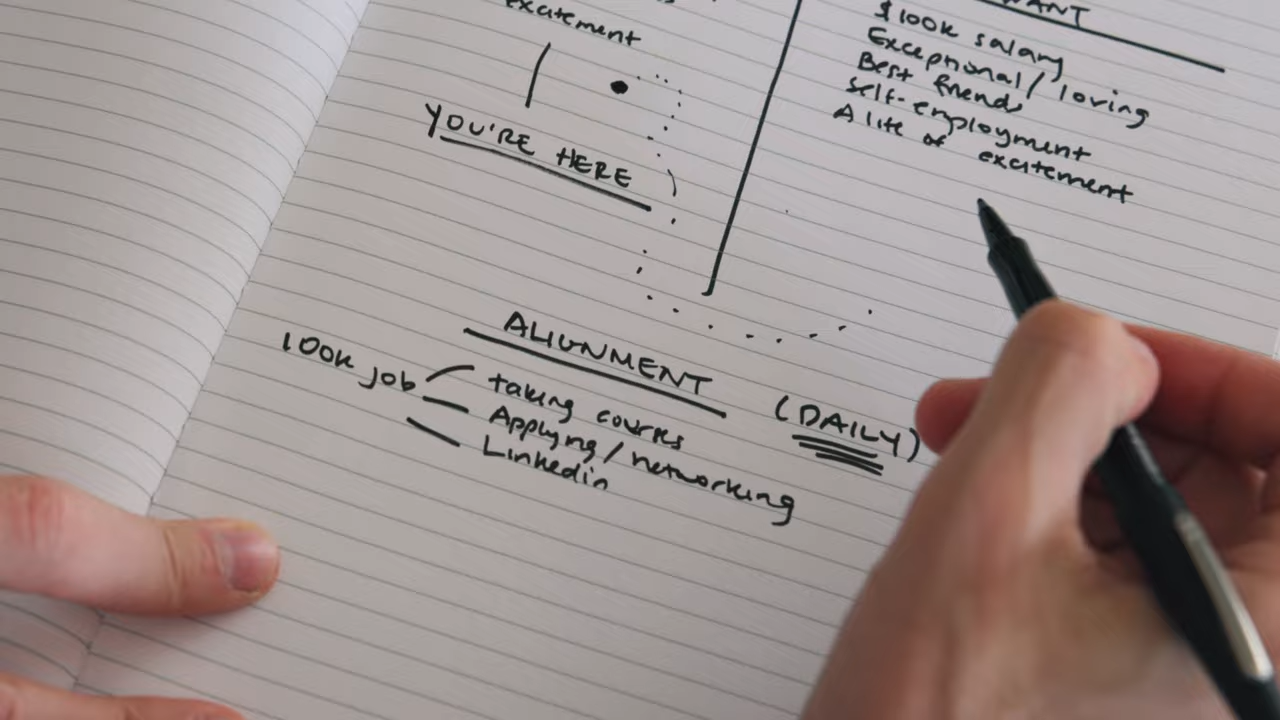 excitement
YOU'RE HERE
WANT
$100k salary
Exceptional / loving
Best friends
Self-employment
A life of excitement
ALIGNMENT
(DAILY)
100k job
taking courses
Applying / networking
Linkedin